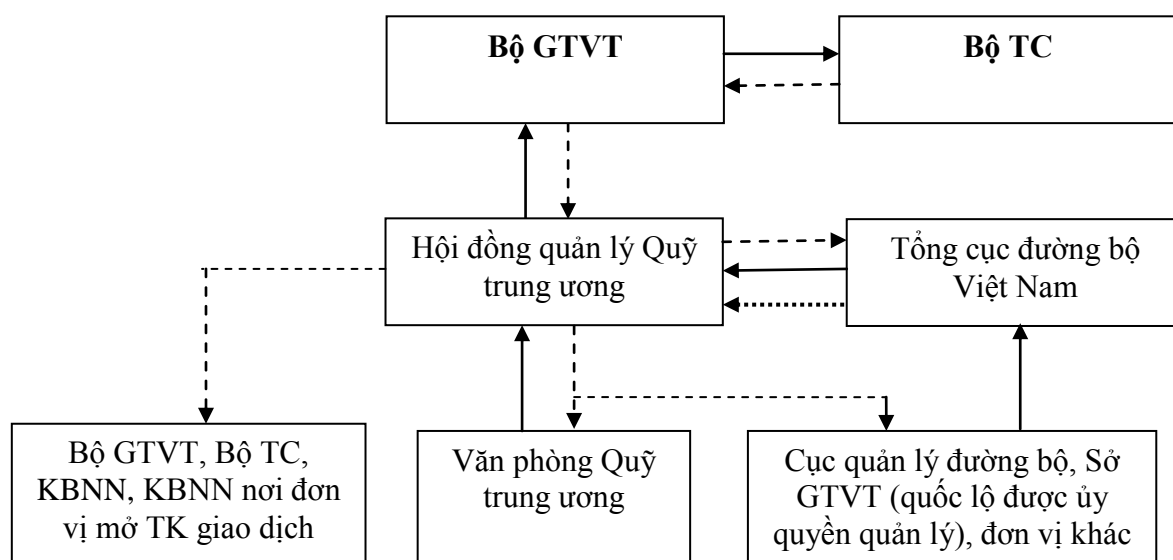 Bộ GTVT
Bộ TC
Hội đồng quản lý Quỹ
trung ương
Tổng cục đường bộ
Việt Nam
Bộ GTVT, Bộ TC,
KBNN, KBNN nơi đơn
vị mở TK giao dịch
Văn phòng Quỹ
trung ương
Cục quản lý đường bộ, Sở
GTVT (quốc lộ được ủy
quyền quản lý), đơn vị khác